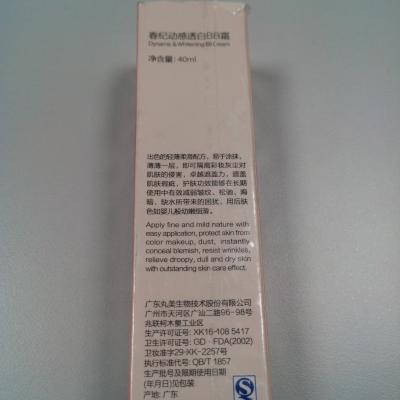 春纪动感透白BB霜
Dynamic & Whitening BB Cream
净含量: 40ml
出色的轻薄柔滑配方，易于涂抹，
薄薄一层，即可隔离彩妆灰尘对
肌肤的侵害，卓越遮盖力，遮盖
肌肤瑕疵，护肤功效能够在长期
使用中有效减弱皱纹、松驰、晦
暗、缺水所带来的困扰，用后肤
色如婴儿般幼嫩细致。
Apply fine and mild nature with
easy application, protect skin from
color makeup, dust, instantly
conceal blemish, resist wrinkles,
relieve droopy, dull and dry skin
with outstanding skin care effect.
广东丸美生物技术股份有限公司
广州市天河区广汕二路96-98号
兆联柯木塱工业区
生产许可证号: XK16-108 5417
卫生许可证号: GD·FDA(2002)
卫妆准字29-XK-2257号
执行标准代号: QB/T 1857
生产批号及限期使用日期
(年月日)见包装
产地: 广东